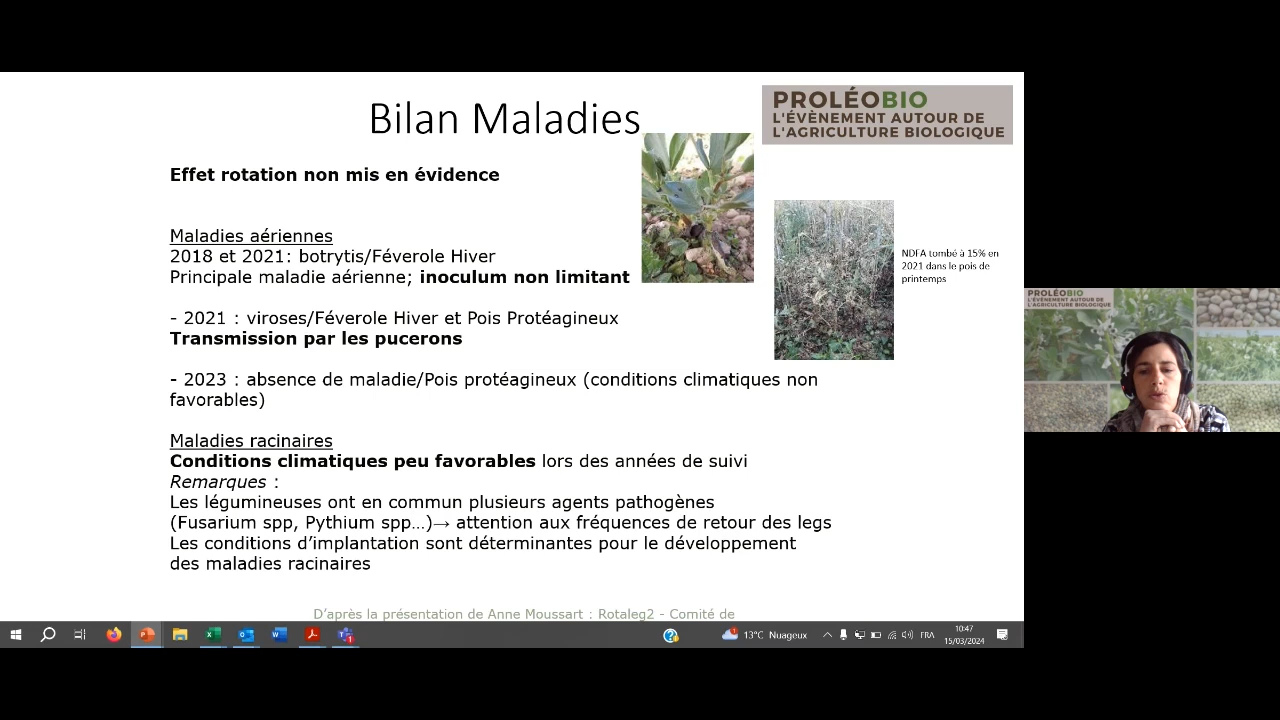 Bilan Maladies
PROLÉOBIO
L'ÉVÈNEMENT AUTOUR DE
L'AGRICULTURE BIOLOGIQUE
Effet rotation non mis en évidence
Maladies aériennes
2018 et 2021: botrytis/Féverole Hiver
Principale maladie aérienne; inoculum non limitant
NDFA tombé à 15% en
2021 dans le pois de
printemps
- 2021 : viroses/Féverole Hiver et Pois Protéagineux
Transmission par les pucerons
- 2023 : absence de maladie/Pois protéagineux (conditions climatiques non
favorables)
Maladies racinaires
Conditions climatiques peu favorables lors des années de suivi
Remarques :
Les légumineuses ont en commun plusieurs agents pathogènes
(Fusarium spp, Pythium spp…)→ attention aux fréquences de retour des legs
Les conditions d’implantation sont déterminantes pour le développement
des maladies racinaires
D’après la présentation de Anne Moussart : Rotaleg2 - Comité de
PROLÉOBIO
L'ÉVÈNEMENT AUTOUR DE
L'AGRICULTURE BIOLOGIQUE
13°C Nuageux
FRA
10:47
15/03/2024